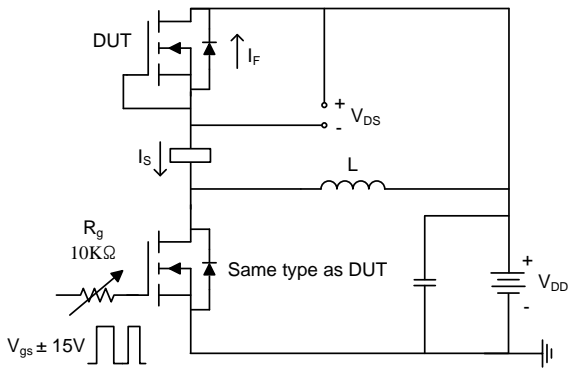 DUT
I_F
+
V_DS
-
I_S
L
R_g
10KΩ
Same type as DUT
+
V_DD
-
V_gs ± 15V